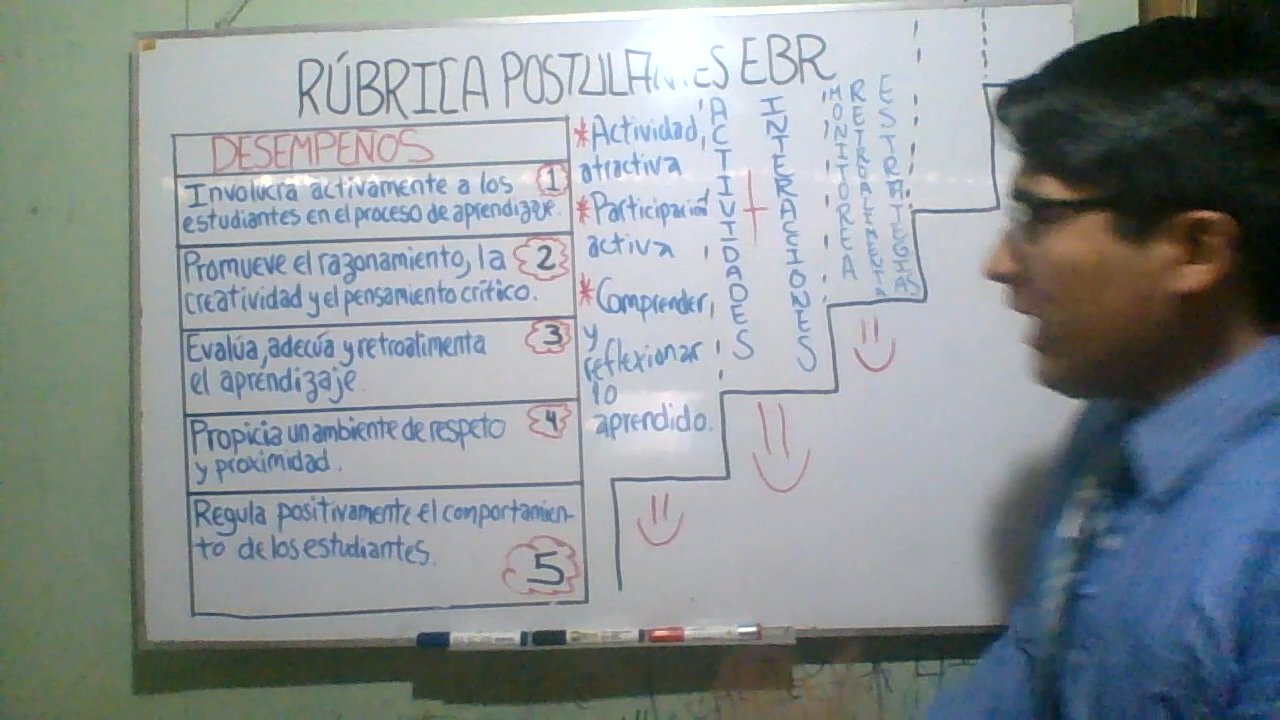 RÚBRICA POSTULANTES EBR
DESEMPEÑOS
Involucra activamente a los 1
estudiantes en el proceso de aprendizaje.
Promueve el razonamiento, la 2
creatividad y el pensamiento crítico.
Evalúa, adecúa y retroalimenta 3
el aprendizaje.
Propicia un ambiente de respeto 4
y proximidad.
Regula positivamente el comportamien-
to de los estudiantes.
5
*Actividad
atractiva
*Participación
activa
*Comprender
y
reflexionar
lo
aprendido.
ACTIVIDADES
+
INTERACCIONES
MONITOREA
RETROALIMENTA
ESTRATEGIAS